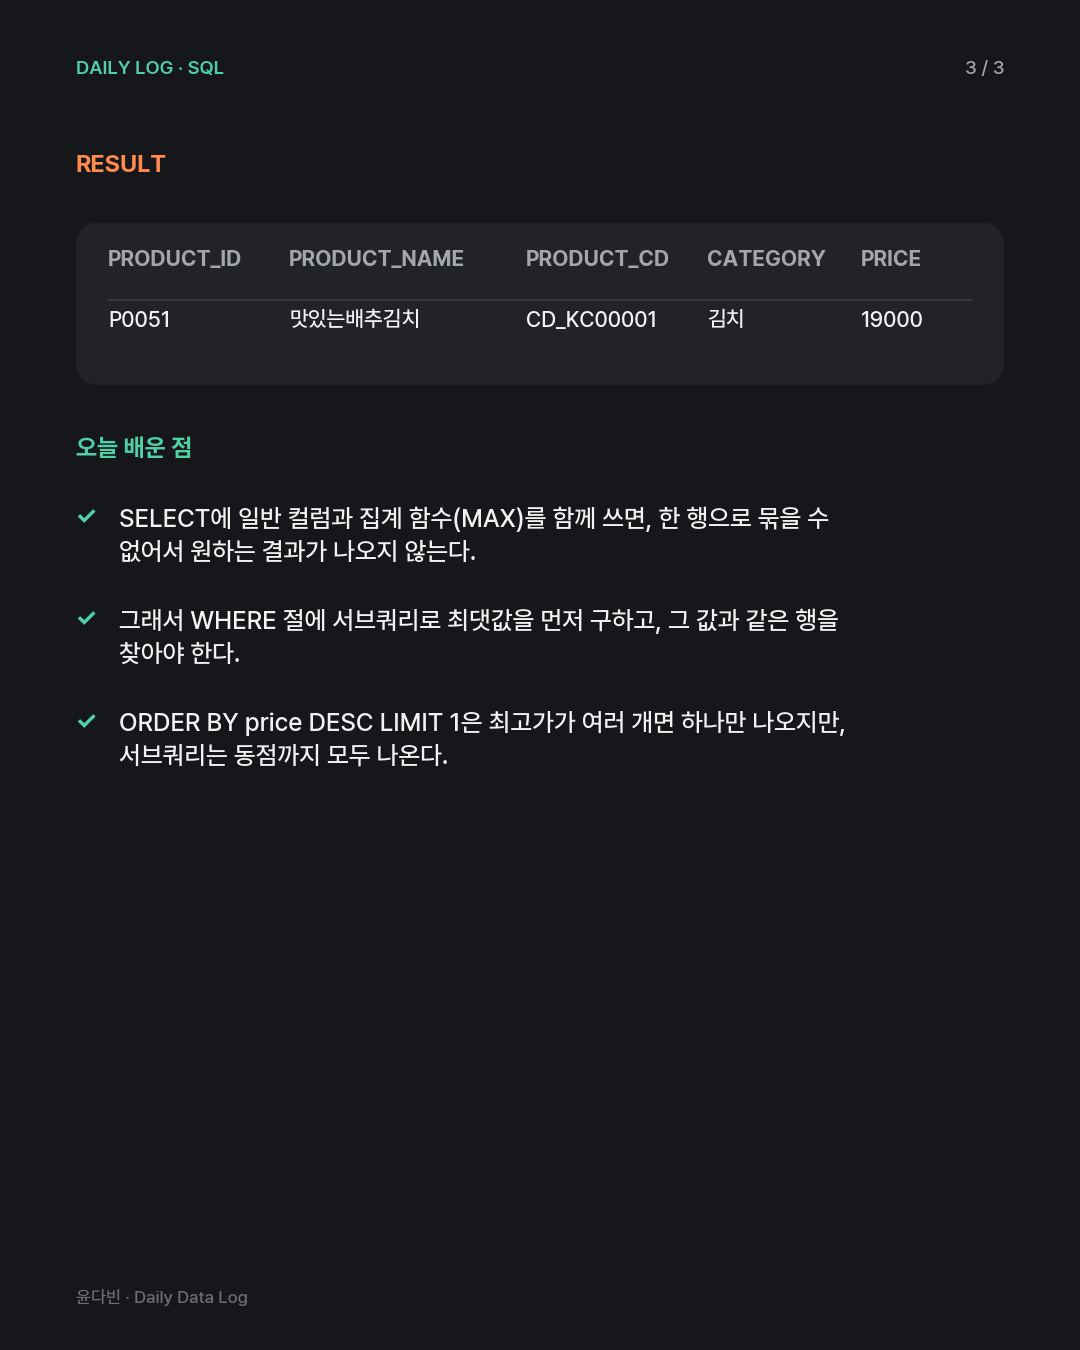 DAILY LOG · SQL
3 / 3
RESULT
PRODUCT_ID PRODUCT_NAME PRODUCT_CD CATEGORY PRICE
P0051 맛있는배추김치 CD_KC00001 김치 19000
오늘 배운 점
SELECT에 일반 컬럼과 집계 함수(MAX)를 함께 쓰면, 한 행으로 묶을 수
없어서 원하는 결과가 나오지 않는다.
그래서 WHERE 절에 서브쿼리로 최댓값을 먼저 구하고, 그 값과 같은 행을
찾아야 한다.
ORDER BY price DESC LIMIT 1은 최고가가 여러 개면 하나만 나오지만,
서브쿼리는 동점까지 모두 나온다.
윤다빈 · Daily Data Log